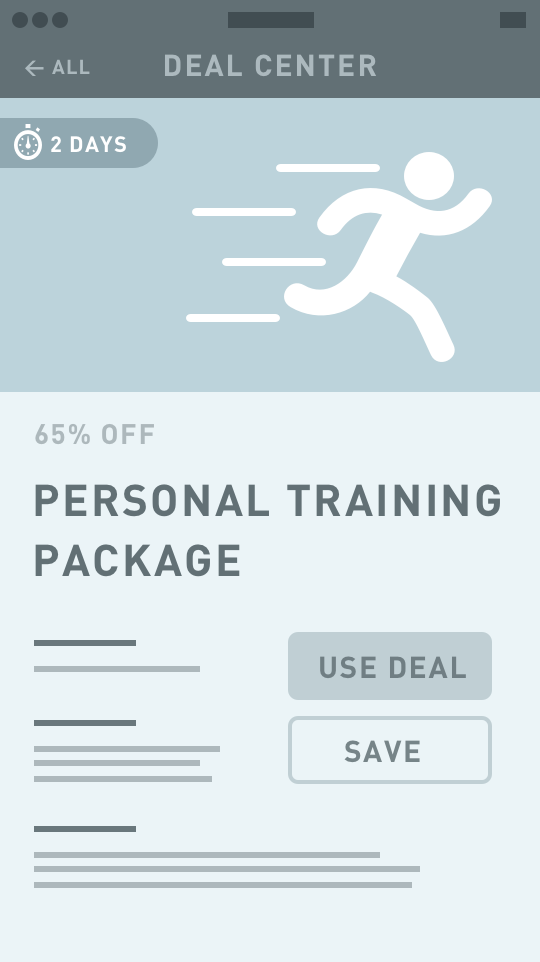 ← ALL
DEAL CENTER
2 DAYS
65% OFF
PERSONAL TRAINING
PACKAGE
USE DEAL
SAVE